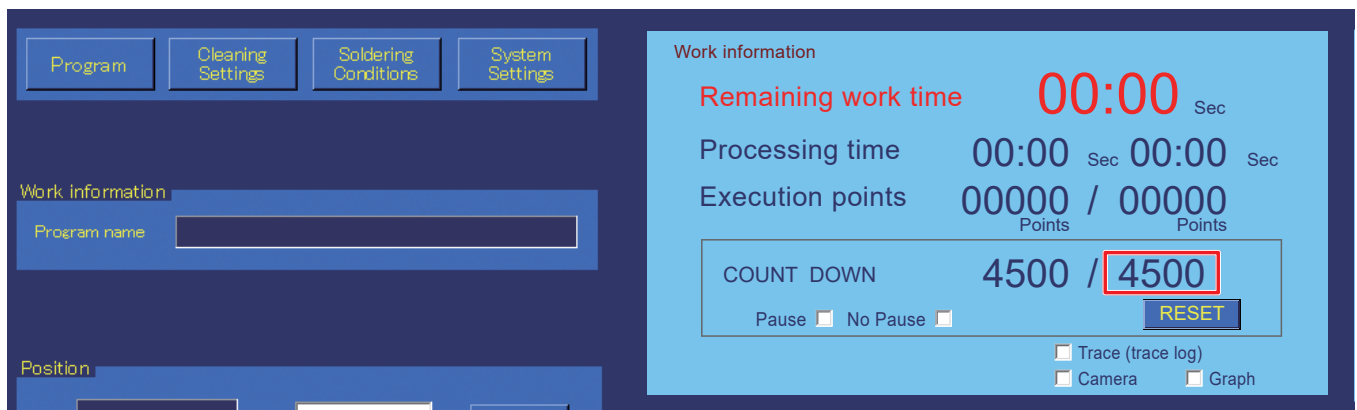 Program
Cleaning Settings
Soldering Conditions
System Settings
Work information
Program name
Position
Work information
Remaining work time 00:00 Sec
Processing time 00:00 Sec 00:00 Sec
Execution points 00000 / 00000
Points Points
COUNT DOWN 4500 / 4500
Pause No Pause RESET
Trace (trace log)
Camera Graph